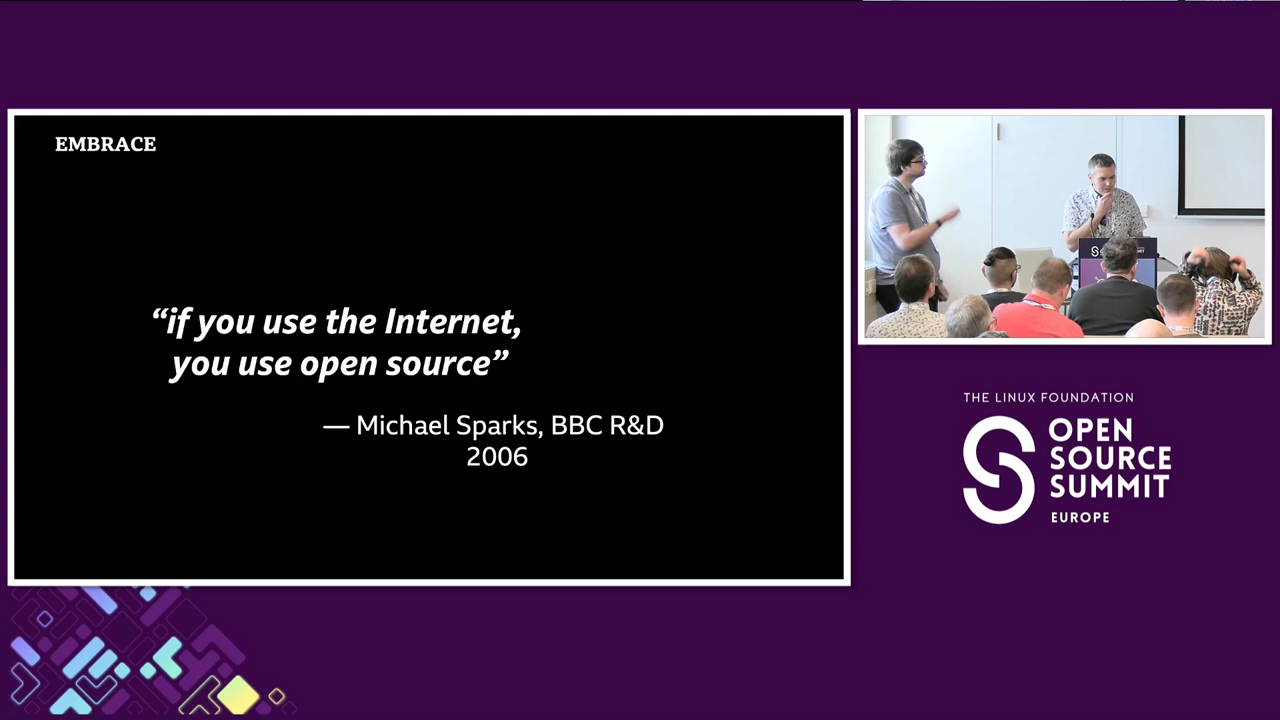 EMBRACE
“if you use the Internet,
you use open source”
— Michael Sparks, BBC R&D
2006
THE LINUX FOUNDATION
OPEN
SOURCE
SUMMIT
EUROPE